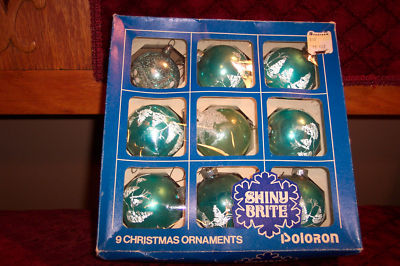 SHINY
BRITE
9 CHRISTMAS ORNAMENTS
Poloron